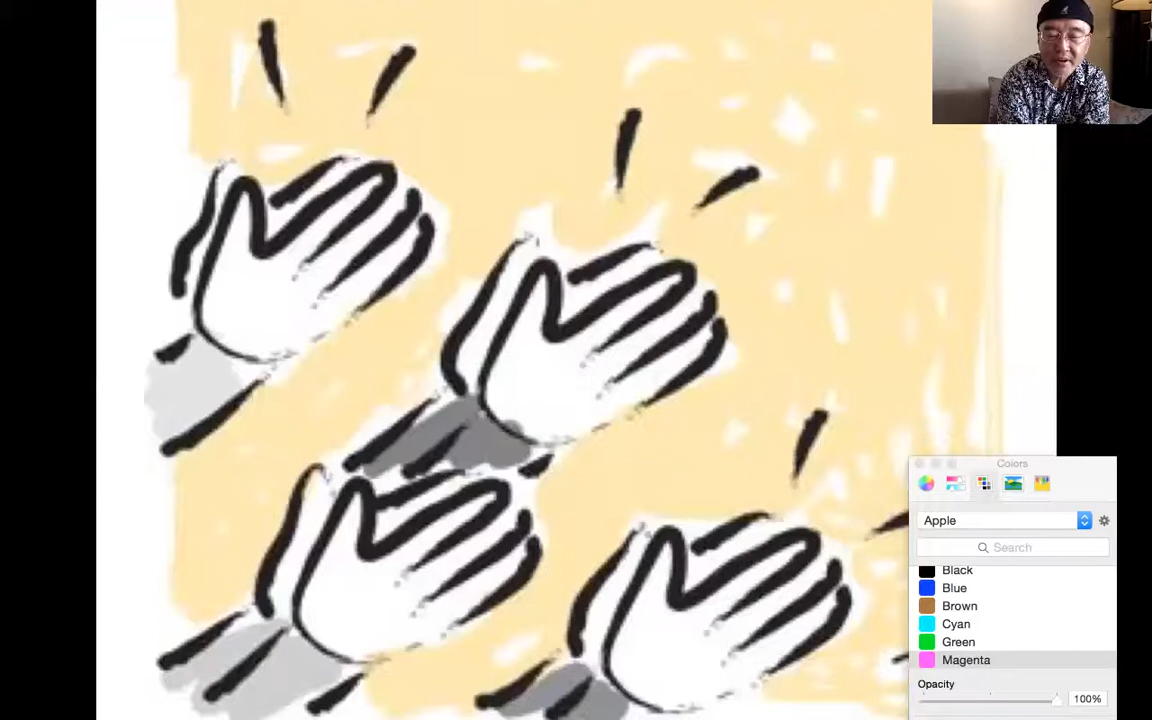 Colors
Apple
Search
Black
Blue
Brown
Cyan
Green
Magenta
Opacity
100%